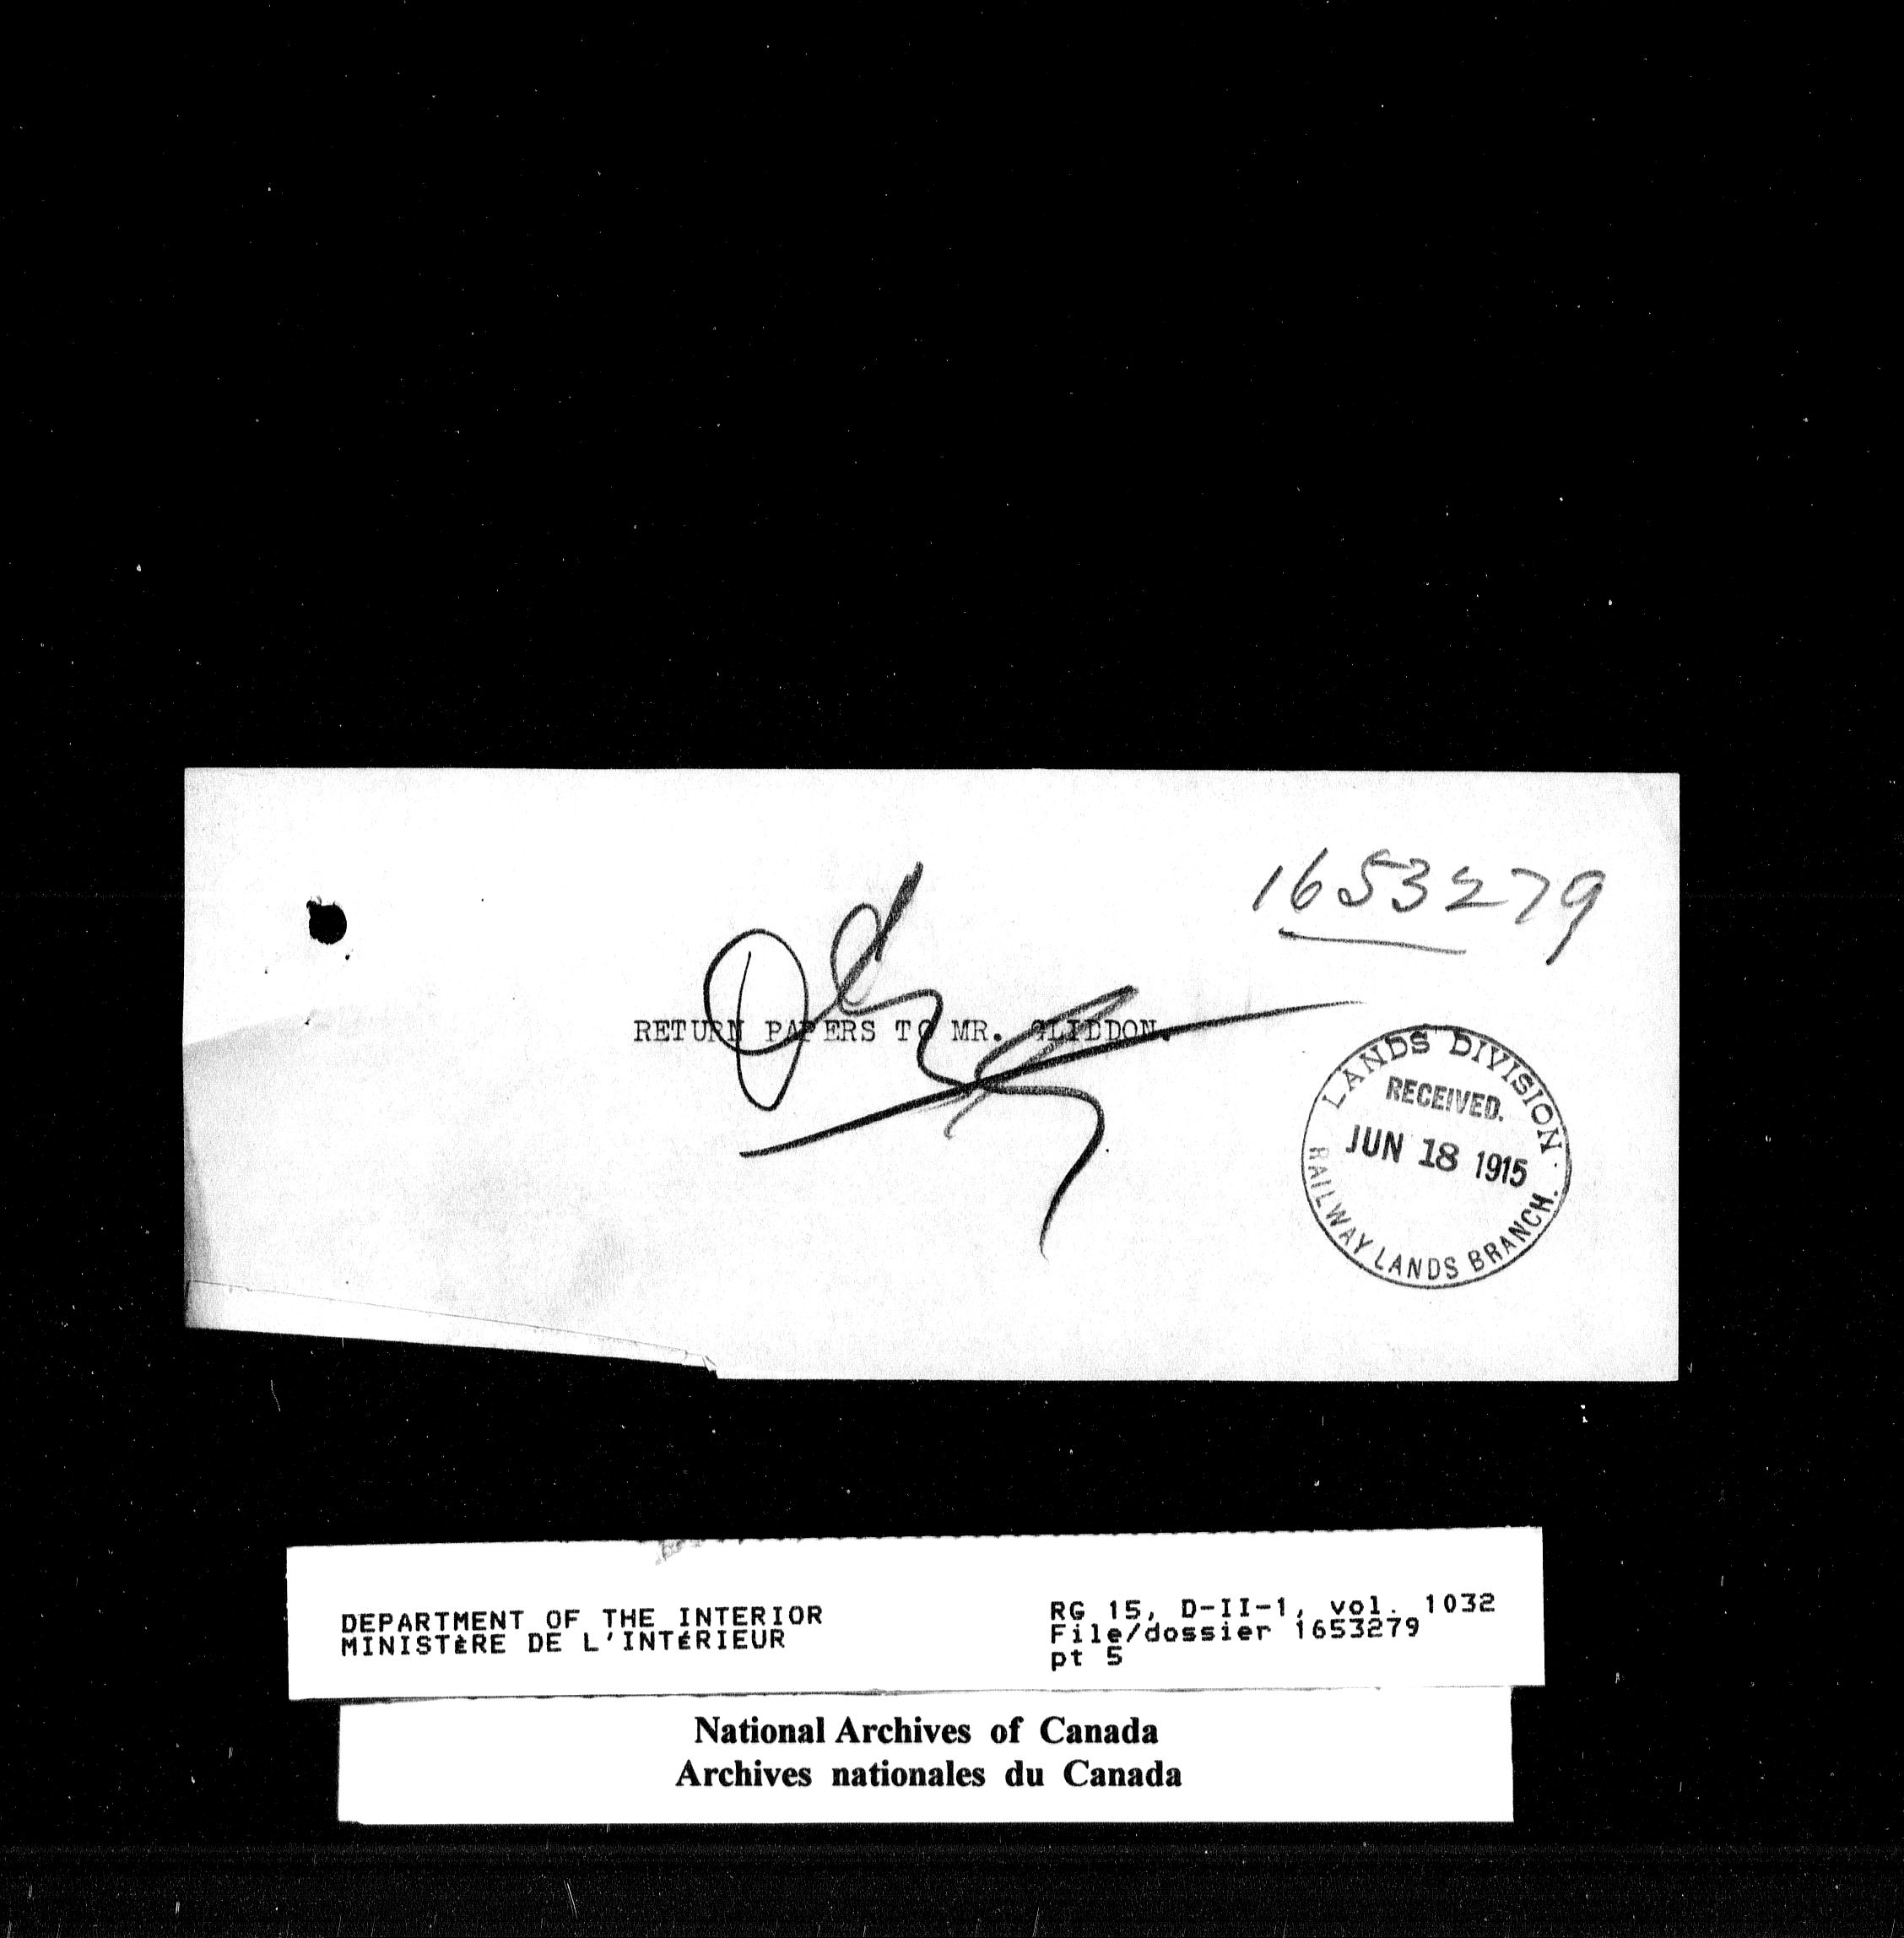 1653279
RETURN PAPERS TO MR. GLIDDON.
LANDS DIVISION
RECEIVED.
JUN 18 1915
RAILWAY LANDS BRANCH.
DEPARTMENT OF THE INTERIOR
MINISTÈRE DE L'INTÉRIEUR
RG 15, D-II-1, vol. 1032
File/dossier 1653279
pt 5
National Archives of Canada
Archives nationales du Canada